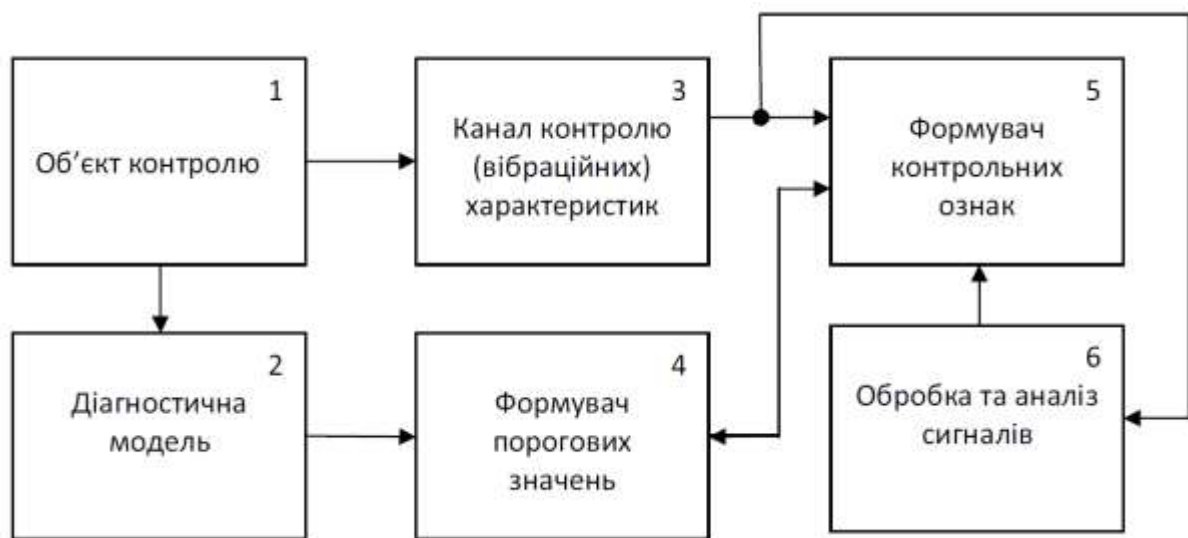 1
Об’єкт контролю
3
Канал контролю
(вібраційних)
характеристик
5
Формувач
контрольних
ознак
2
Діагностична
модель
4
Формувач
порогових
значень
6
Обробка та аналіз
сигналів